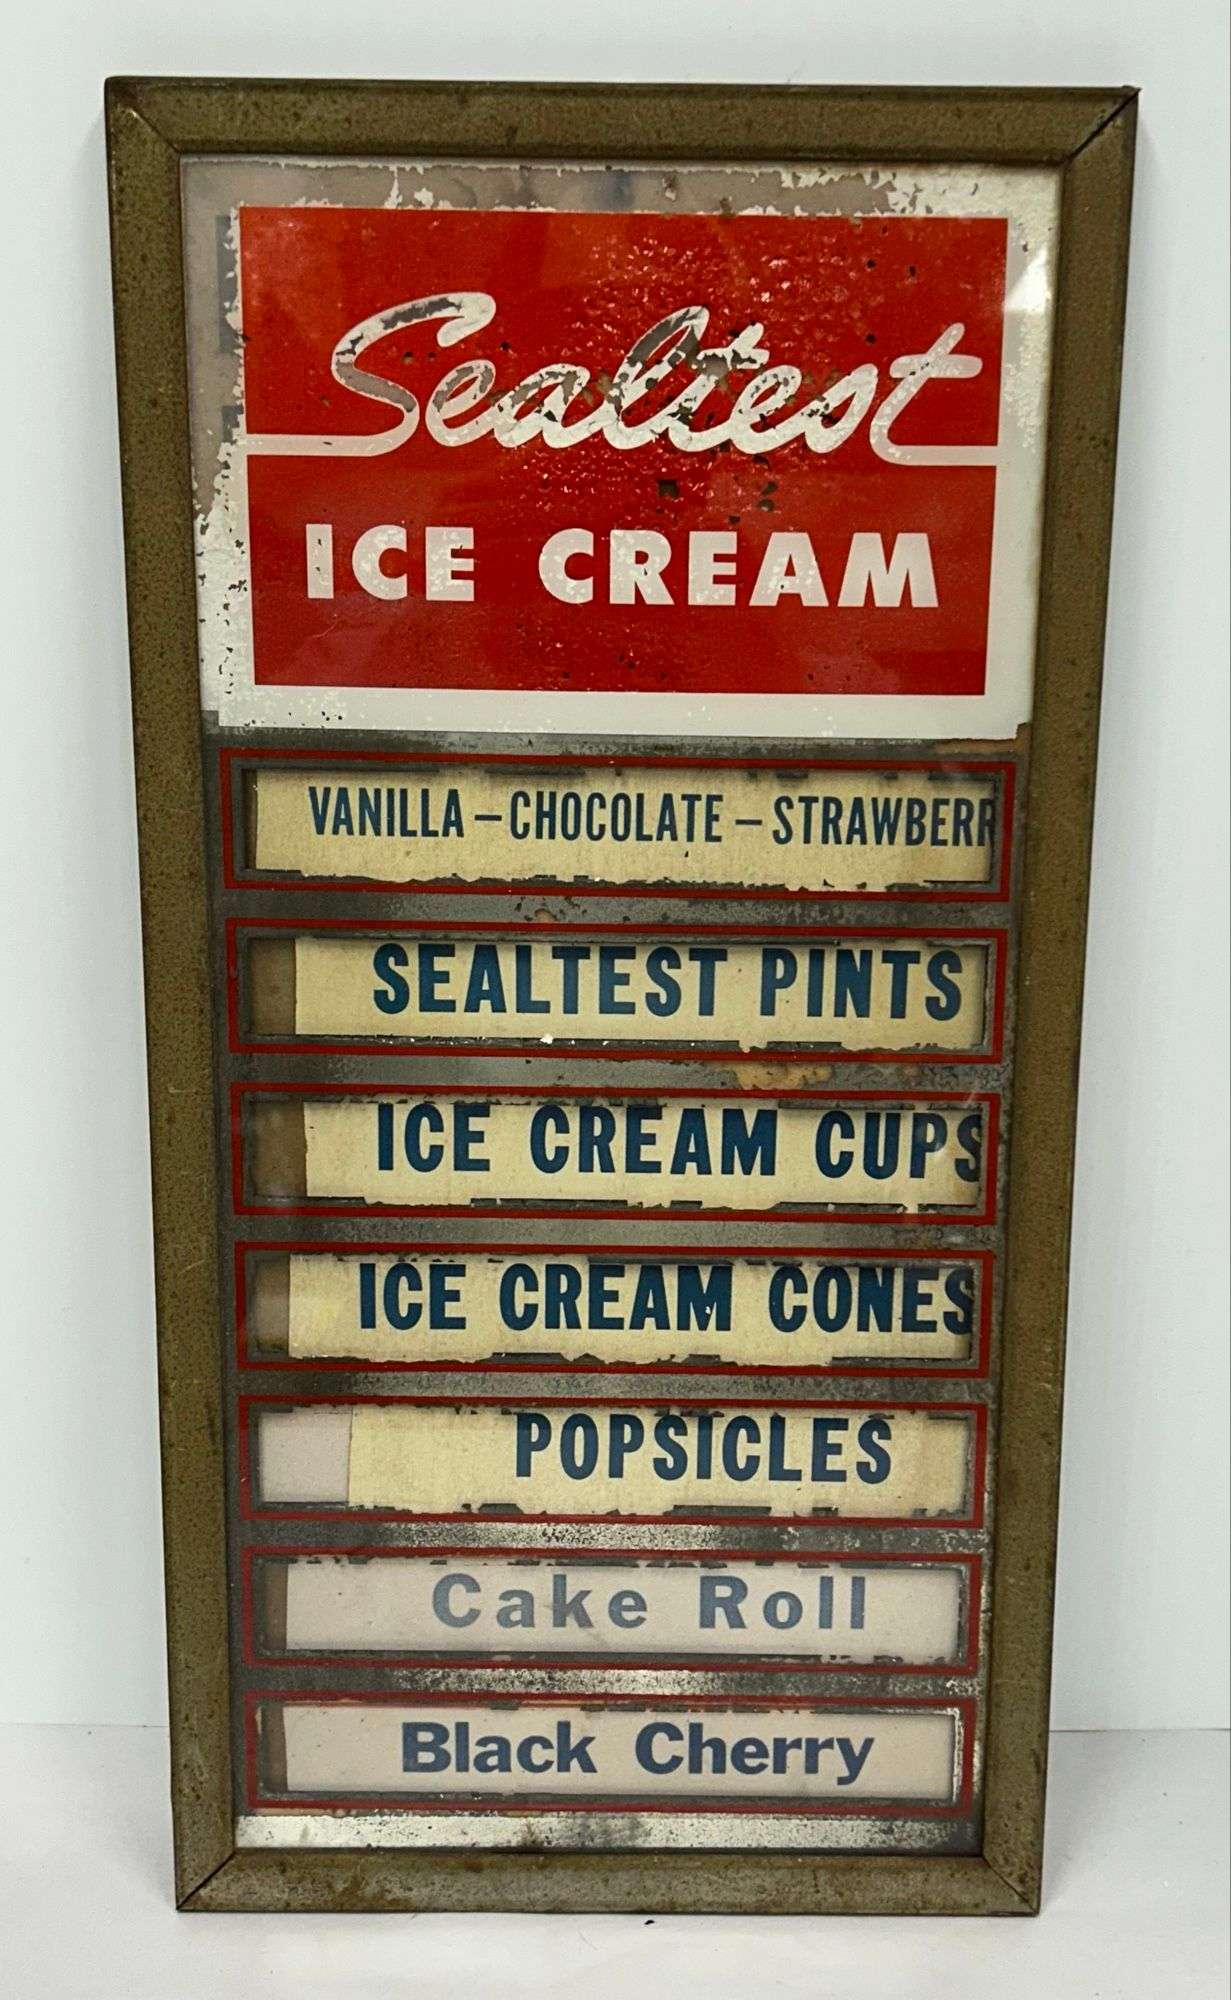 Sealtest
ICE CREAM
VANILLA – CHOCOLATE – STRAWBERR
SEALTEST PINTS
ICE CREAM CUPS
ICE CREAM CONES
POPSICLES
Cake Roll
Black Cherry